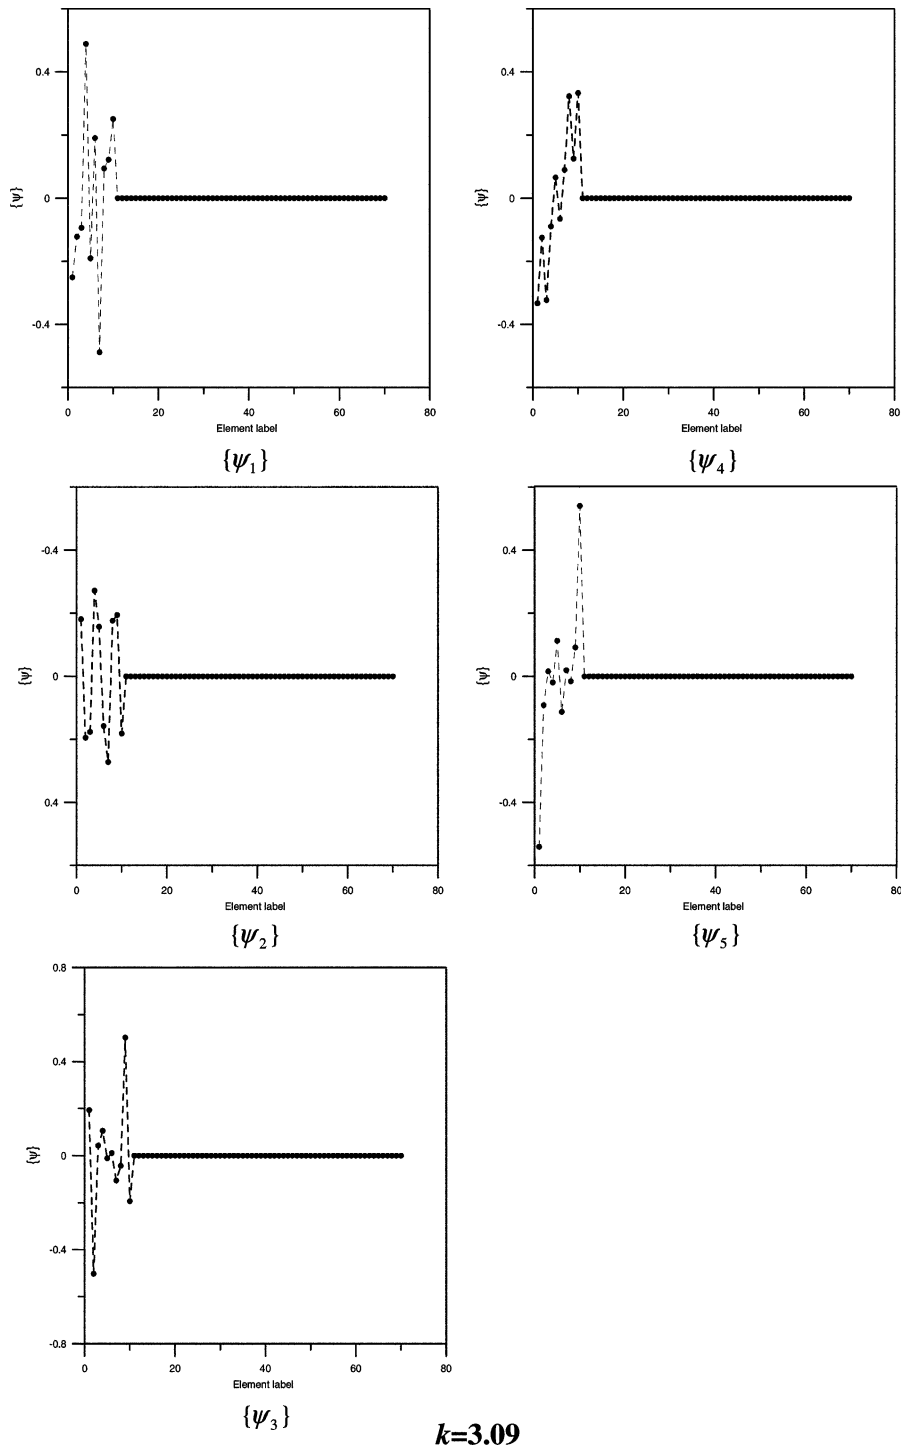 0.4
{ψ}
0
-0.4
0 20 40 60 80
Element label
{ψ₁}
0.4
{ψ}
0
-0.4
0 20 40 60 80
Element label
{ψ₄}
-0.4
{ψ}
0
0.4
0 20 40 60 80
Element label
{ψ₂}
0.4
{ψ}
0
-0.4
0 20 40 60 80
Element label
{ψ₅}
0.8
0.4
{ψ}
0
-0.4
-0.8
0 20 40 60 80
Element label
{ψ₃}
k=3.09